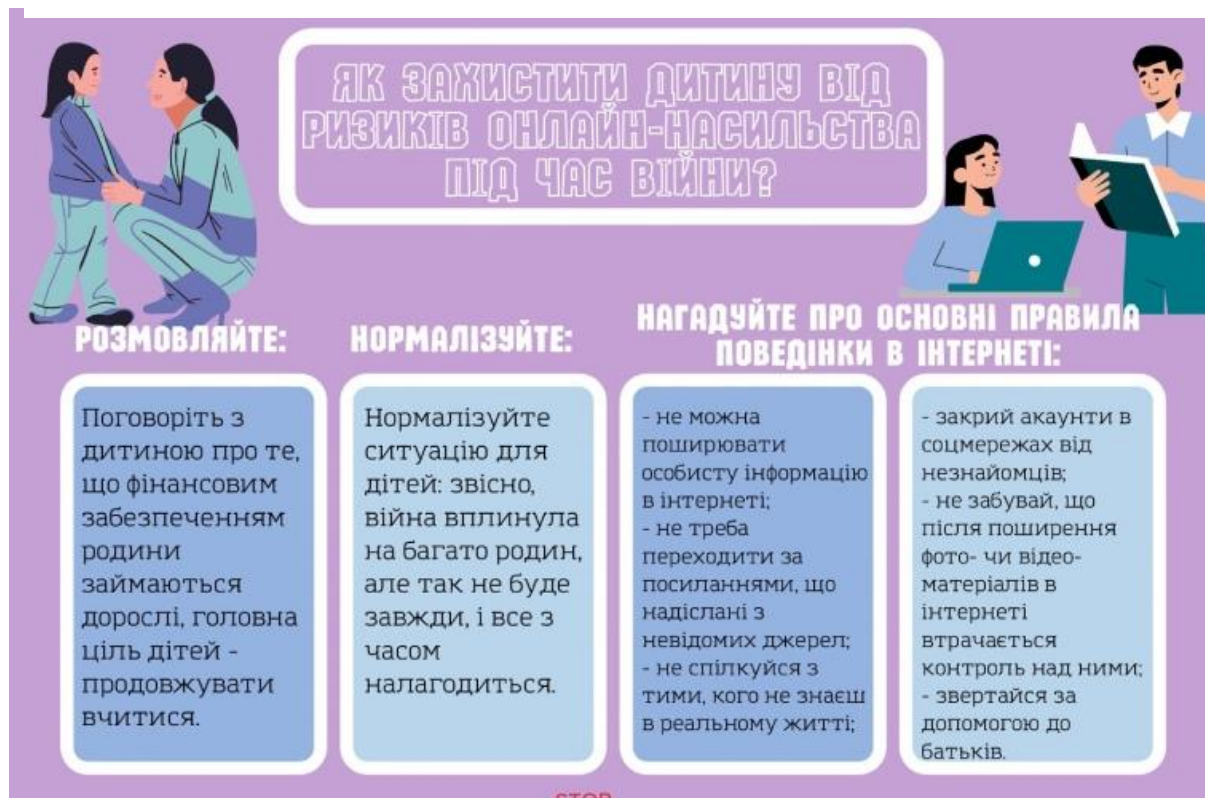 ЯК ЗАХИСТИТИ ДИТИНУ ВІД
РИЗИКІВ ОНЛАЙН-НАСИЛЬСТВА
ПІД ЧАС ВІЙНИ?
РОЗМОВЛЯЙТЕ:
Поговоріть з
дитиною про те,
що фінансовим
забезпеченням
родини
займаються
дорослі, головна
ціль дітей -
продовжувати
вчитися.
НОРМАЛІЗУЙТЕ:
Нормалізуйте
ситуацію для
дітей: звісно,
війна вплинула
на багато родин,
але так не буде
завжди, і все з
часом
налагодиться.
НАГАДУЙТЕ ПРО ОСНОВНІ ПРАВИЛА
ПОВЕДІНКИ В ІНТЕРНЕТІ:
- не можна
поширювати
особисту інформацію
в інтернеті;
- не треба
переходити за
посиланнями, що
надіслані з
невідомих джерел;
- не спілкуйся з
тими, кого не знаєш
в реальному житті;
- закрий акаунти в
соцмережах від
незнайомців;
- не забувай, що
після поширення
фото- чи відео-
матеріалів в
інтернеті
втрачається
контроль над ними;
- звертайся за
допомогою до
батьків.